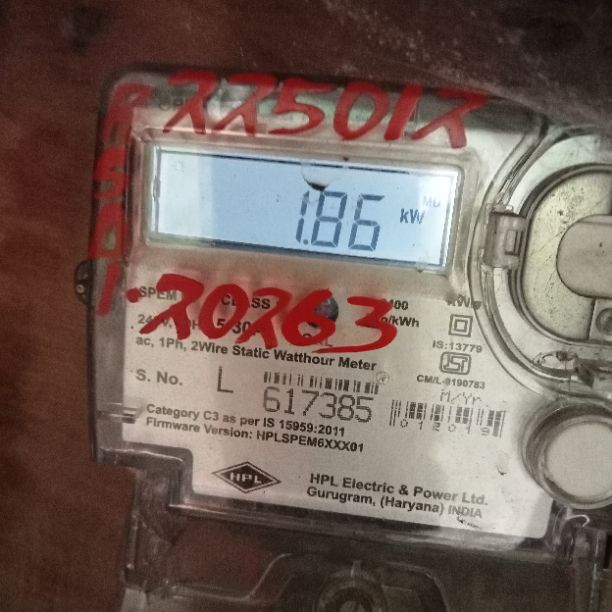 225012
1.86 kW MD
20263
SPEM CLASS
ac, 1Ph, 2Wire Static Watthour Meter
IS:13779
S. No. L 617385
CM/L-9190783
M/Yr.
012019
Category C3 as per IS 15959:2011
Firmware Version: HPLSPEM6XXX01
HPL
HPL Electric & Power Ltd.
Gurugram, (Haryana) INDIA